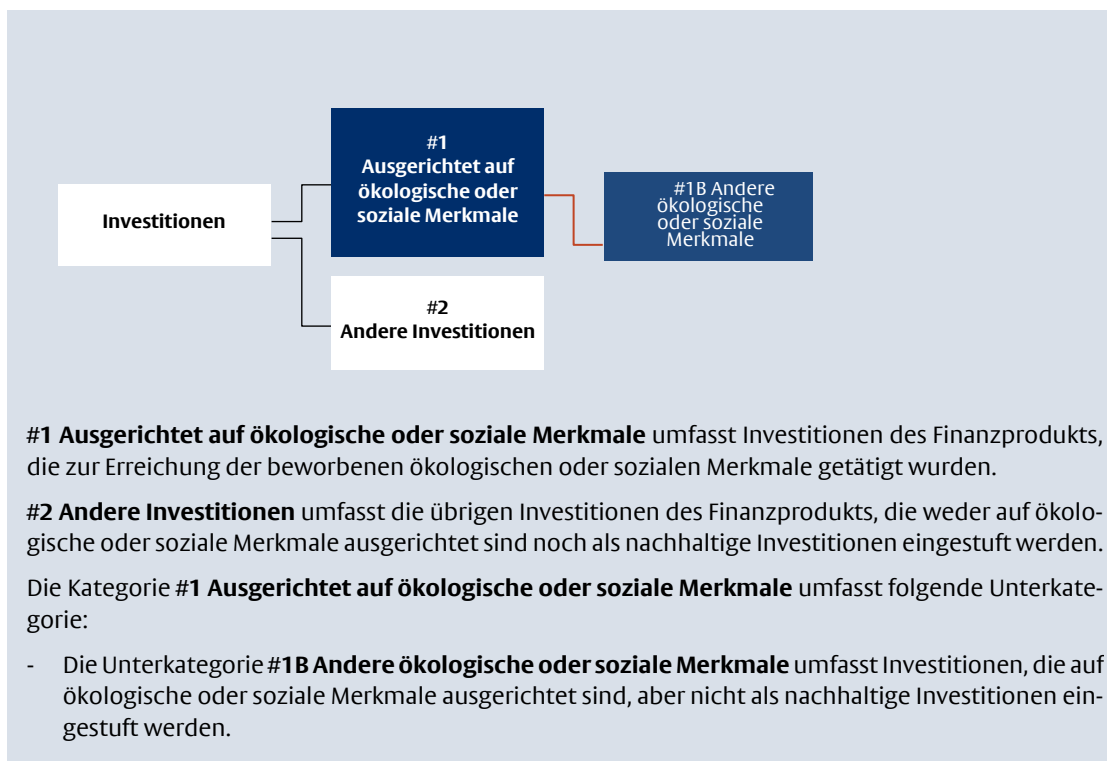 #1
Ausgerichtet auf
ökologische oder
soziale Merkmale
#1B Andere
ökologische
oder soziale
Merkmale
Investitionen
#2
Andere Investitionen
#1 Ausgerichtet auf ökologische oder soziale Merkmale umfasst Investitionen des Finanzprodukts,
die zur Erreichung der beworbenen ökologischen oder sozialen Merkmale getätigt wurden.
#2 Andere Investitionen umfasst die übrigen Investitionen des Finanzprodukts, die weder auf ökolo-
gische oder soziale Merkmale ausgerichtet sind noch als nachhaltige Investitionen eingestuft werden.
Die Kategorie #1 Ausgerichtet auf ökologische oder soziale Merkmale umfasst folgende Unterkate-
gorie:
- Die Unterkategorie #1B Andere ökologische oder soziale Merkmale umfasst Investitionen, die auf
ökologische oder soziale Merkmale ausgerichtet sind, aber nicht als nachhaltige Investitionen ein-
gestuft werden.